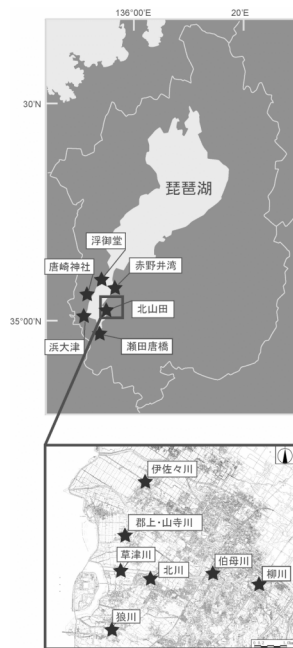 136°00'E
20'E
30'N
琵琶湖
浮御堂
唐崎神社
赤野井湾
北山田
35°00'N
浜大津
瀬田唐橋
伊佐々川
郡上・山寺川
草津川
北川
伯母川
柳川
狼川